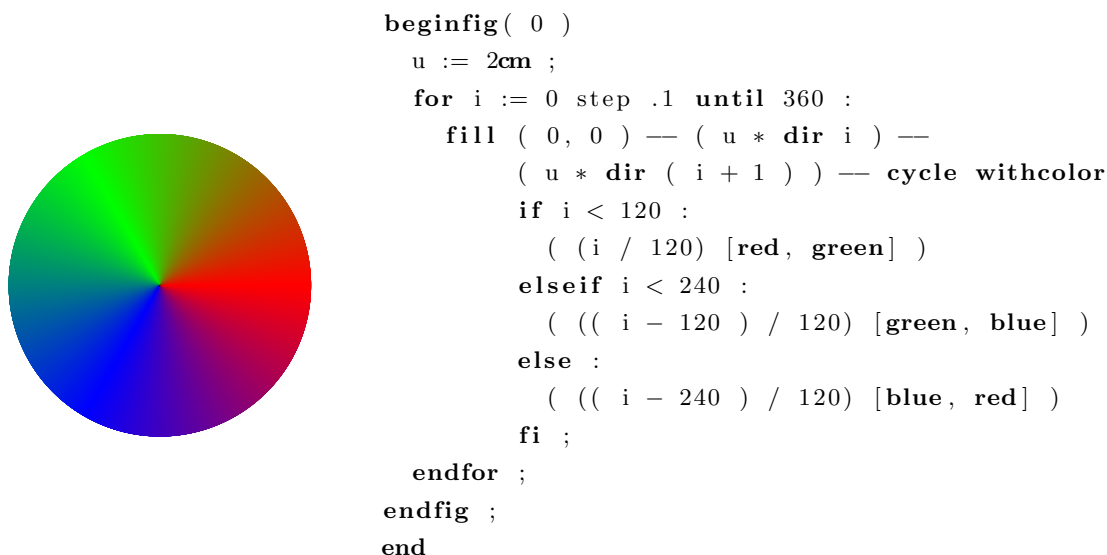 beginfig( 0 )
u := 2cm ;
for i := 0 step .1 until 360 :
fill ( 0, 0 ) -- ( u * dir i ) --
( u * dir ( i + 1 ) ) -- cycle withcolor
if i < 120 :
( (i / 120) [red, green] )
elseif i < 240 :
( (( i - 120 ) / 120) [green, blue] )
else :
( (( i - 240 ) / 120) [blue, red] )
fi ;
endfor ;
endfig ;
end